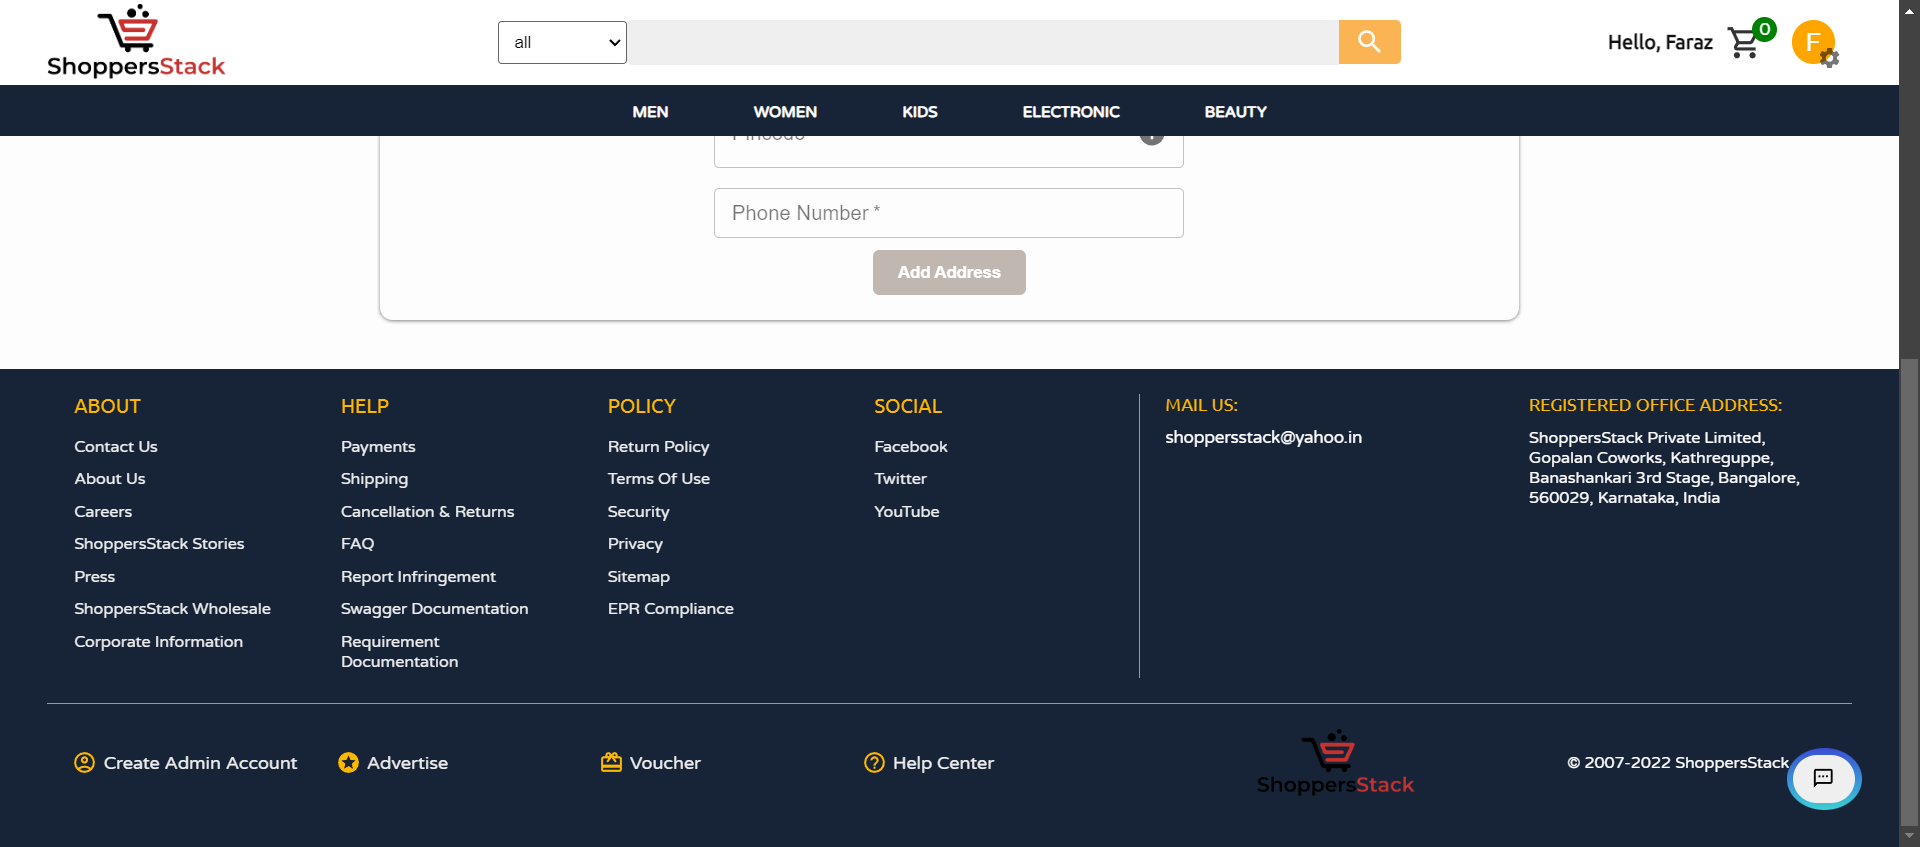 ShoppersStack
all
Hello, Faraz
0
F
MEN WOMEN KIDS ELECTRONIC BEAUTY
Phone Number *
Add Address
ABOUT
Contact Us
About Us
Careers
ShoppersStack Stories
Press
ShoppersStack Wholesale
Corporate Information
HELP
Payments
Shipping
Cancellation & Returns
FAQ
Report Infringement
Swagger Documentation
Requirement
Documentation
POLICY
Return Policy
Terms Of Use
Security
Privacy
Sitemap
EPR Compliance
SOCIAL
Facebook
Twitter
YouTube
MAIL US:
shoppersstack@yahoo.in
REGISTERED OFFICE ADDRESS:
ShoppersStack Private Limited,
Gopalan Coworks, Kathreguppe,
Banashankari 3rd Stage, Bangalore,
560029, Karnataka, India
Create Admin Account
Advertise
Voucher
Help Center
ShoppersStack
© 2007-2022 ShoppersStack